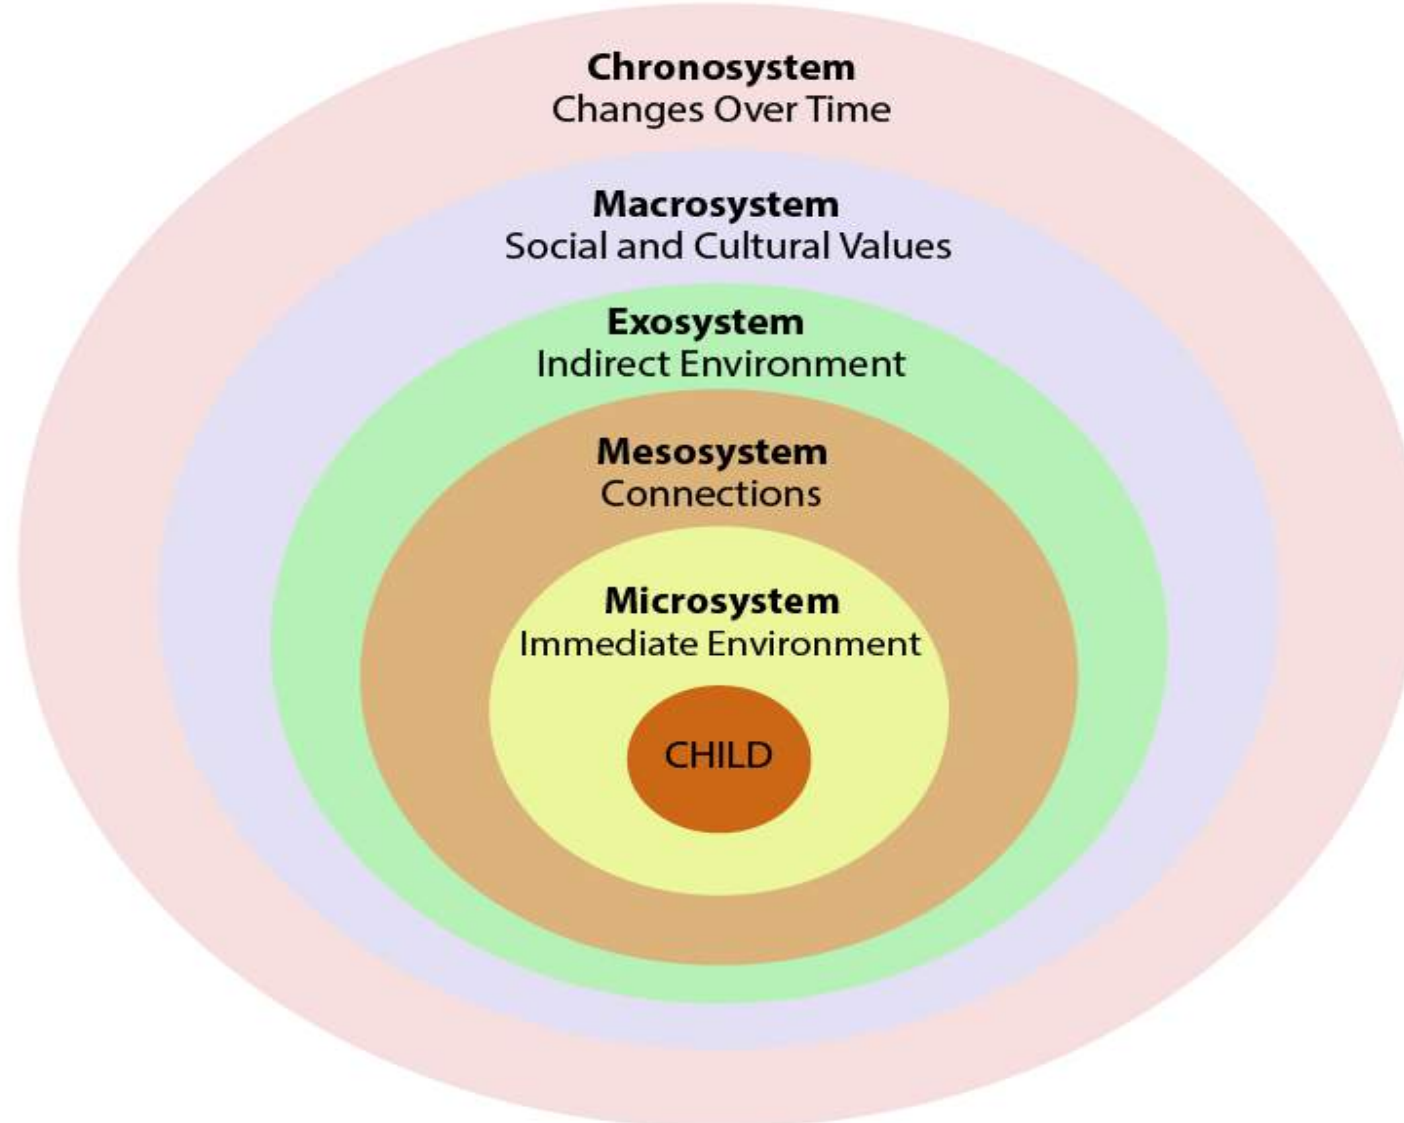 Chronosystem
Changes Over Time
Macrosystem
Social and Cultural Values
Exosystem
Indirect Environment
Mesosystem
Connections
Microsystem
Immediate Environment
CHILD